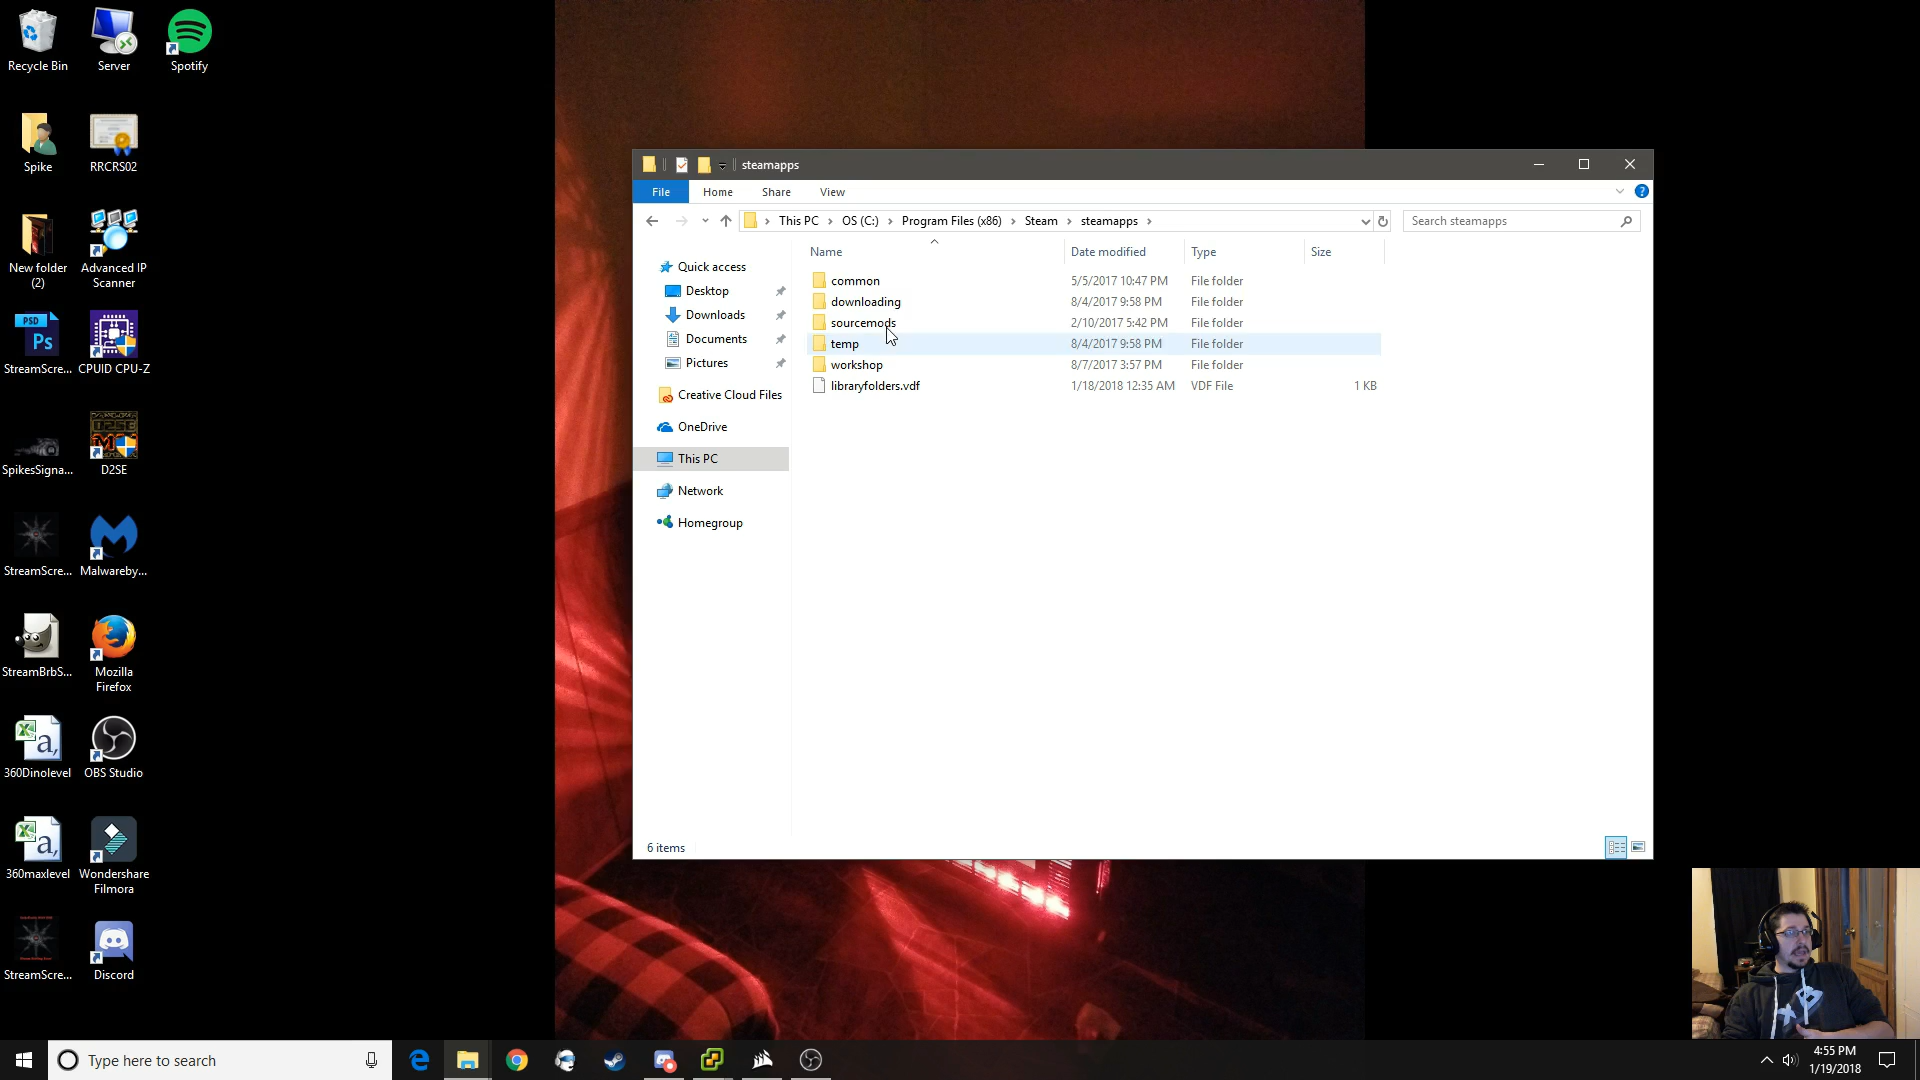 Recycle Bin
Server
Spotify
Spike
RRCRS02
New folder
(2)
Advanced IP
Scanner
PSD
Ps
StreamScre...
CPUID CPU-Z
SpikesSigna...
D2SE
StreamScre...
Malwareby...
StreamBrbS...
Mozilla
Firefox
a,
360Dinolevel
OBS Studio
a,
360maxlevel
Wondershare
Filmora
StreamScre...
Discord
steamapps
File
Home
Share
View
This PC
OS (C:)
Program Files (x86)
Steam
steamapps
Search steamapps
Name
Date modified
Type
Size
Quick access
Desktop
Downloads
Documents
Pictures
Creative Cloud Files
OneDrive
This PC
Network
Homegroup
common 5/5/2017 10:47 PM File folder
downloading 8/4/2017 9:58 PM File folder
sourcemods 2/10/2017 5:42 PM File folder
temp 8/4/2017 9:58 PM File folder
workshop 8/7/2017 3:57 PM File folder
libraryfolders.vdf 1/18/2018 12:35 AM VDF File 1 KB
6 items
Type here to search
4:55 PM
1/19/2018